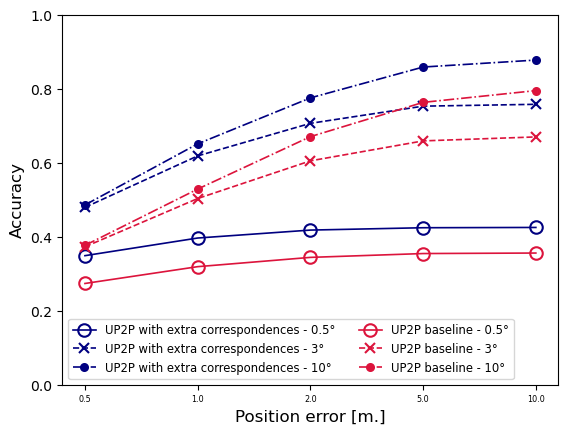 1.0
0.8
0.6
0.4
0.2
0.0
Accuracy
UP2P with extra correspondences - 0.5°
UP2P with extra correspondences - 3°
UP2P with extra correspondences - 10°
UP2P baseline - 0.5°
UP2P baseline - 3°
UP2P baseline - 10°
0.5 1.0 2.0 5.0 10.0
Position error [m.]